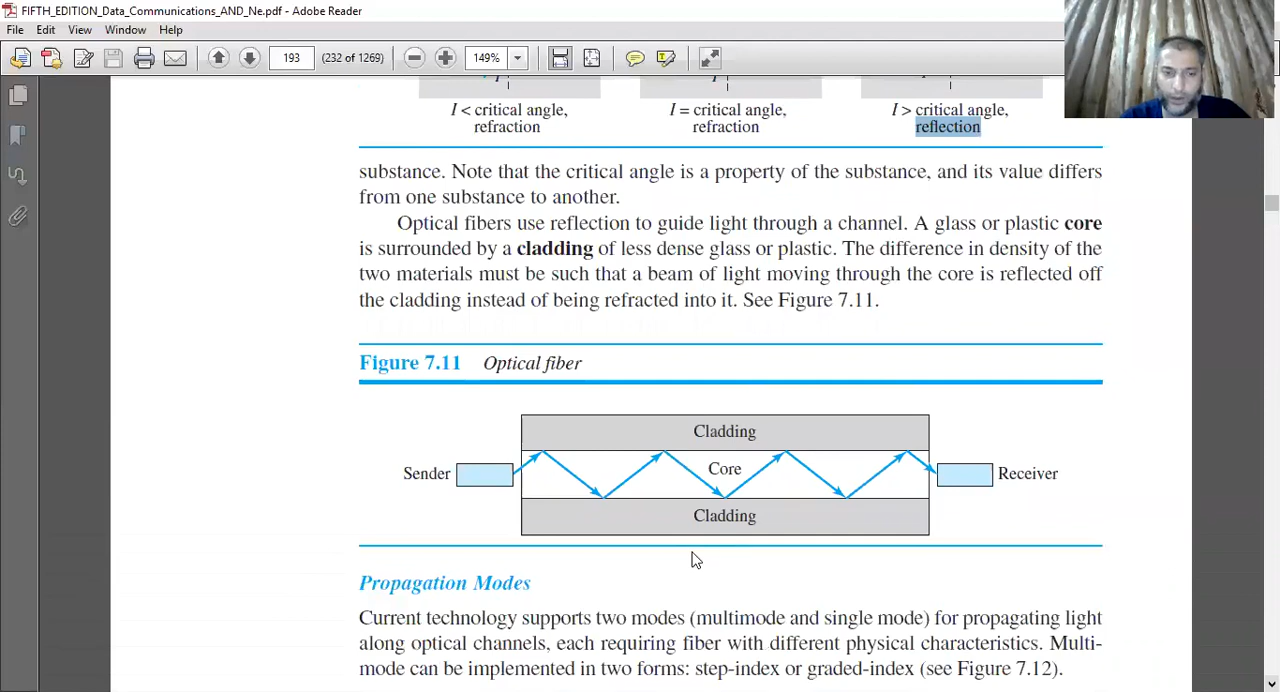 FIFTH_EDITION_Data_Communications_AND_Ne.pdf - Adobe Reader
File Edit View Window Help
193 (232 of 1269) 149%
I < critical angle, I = critical angle, I > critical angle,
refraction refraction reflection
substance. Note that the critical angle is a property of the substance, and its value differs
from one substance to another.
Optical fibers use reflection to guide light through a channel. A glass or plastic core
is surrounded by a cladding of less dense glass or plastic. The difference in density of the
two materials must be such that a beam of light moving through the core is reflected off
the cladding instead of being refracted into it. See Figure 7.11.
Figure 7.11 Optical fiber
Cladding
Sender Core Receiver
Cladding
Propagation Modes
Current technology supports two modes (multimode and single mode) for propagating light
along optical channels, each requiring fiber with different physical characteristics. Multi-
mode can be implemented in two forms: step-index or graded-index (see Figure 7.12).